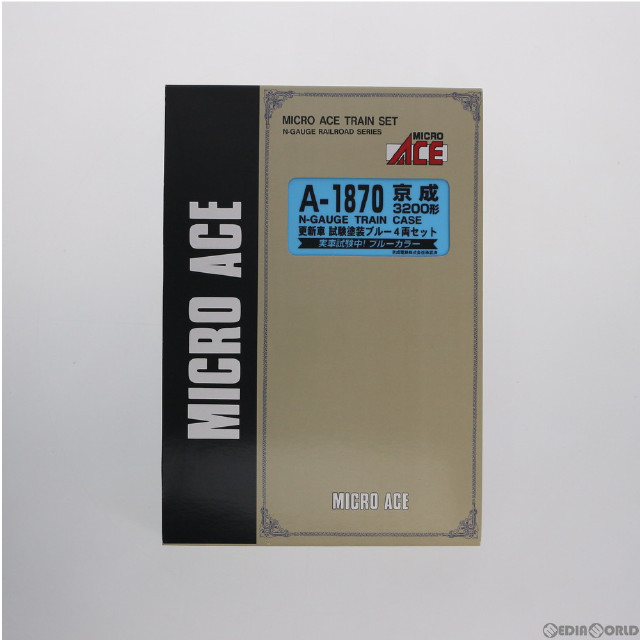 MICRO ACE
MICRO ACE TRAIN SET
N-GAUGE RAILROAD SERIES
MICRO
ACE
A-1870 京成
3200形
N-GAUGE TRAIN CASE
更新車 試験塗装ブルー4両セット
実車試験中!ブルーカラー
MICRO ACE
MEDIAWORLD